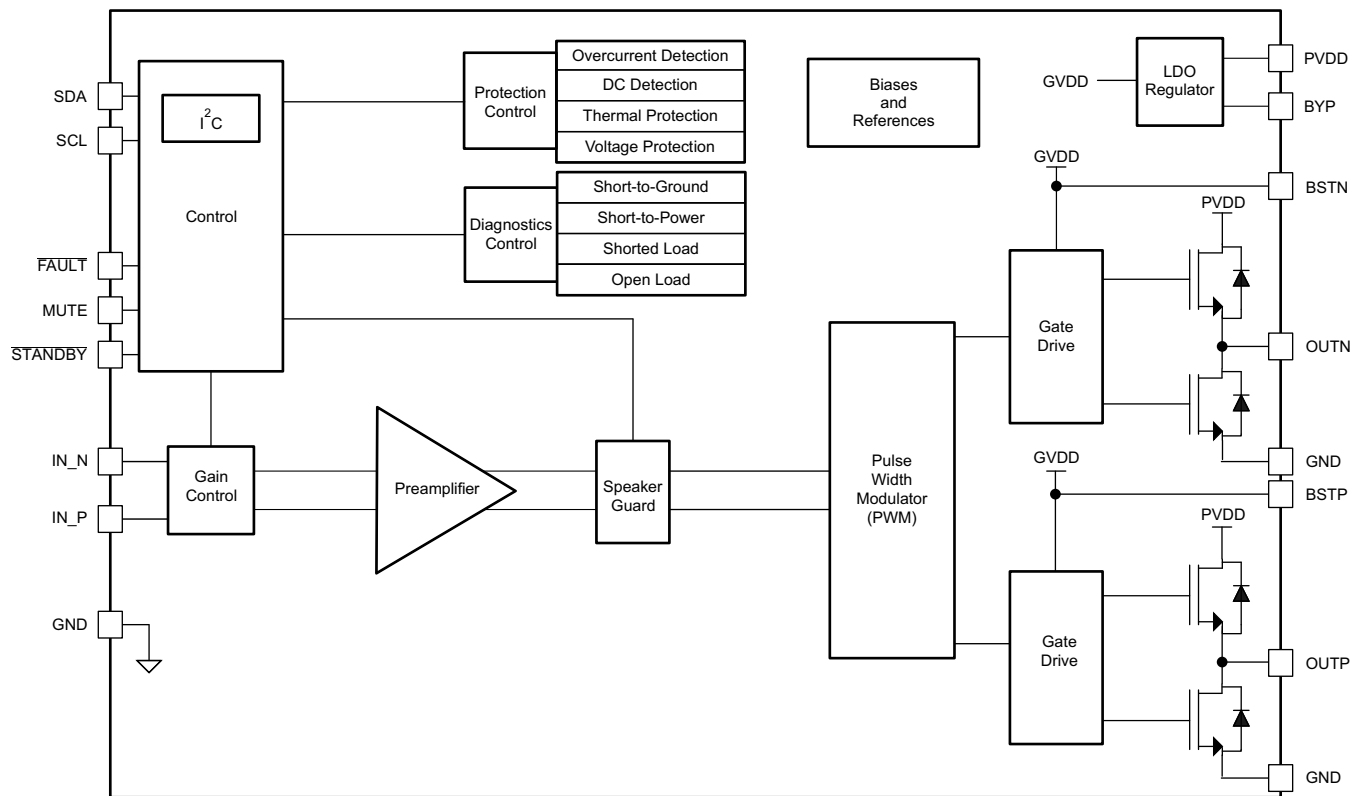 SDA
SCL
FAULT
MUTE
STANDBY
IN_N
IN_P
GND
I2C
Control
Gain
Control
Protection
Control
Overcurrent Detection
DC Detection
Thermal Protection
Voltage Protection
Diagnostics
Control
Short-to-Ground
Short-to-Power
Shorted Load
Open Load
Preamplifier
Speaker
Guard
Biases
and
References
Pulse
Width
Modulator
(PWM)
GVDD
LDO
Regulator
PVDD
BYP
GVDD
BSTN
PVDD
Gate
Drive
OUTN
GND
GVDD
BSTP
PVDD
Gate
Drive
OUTP
GND